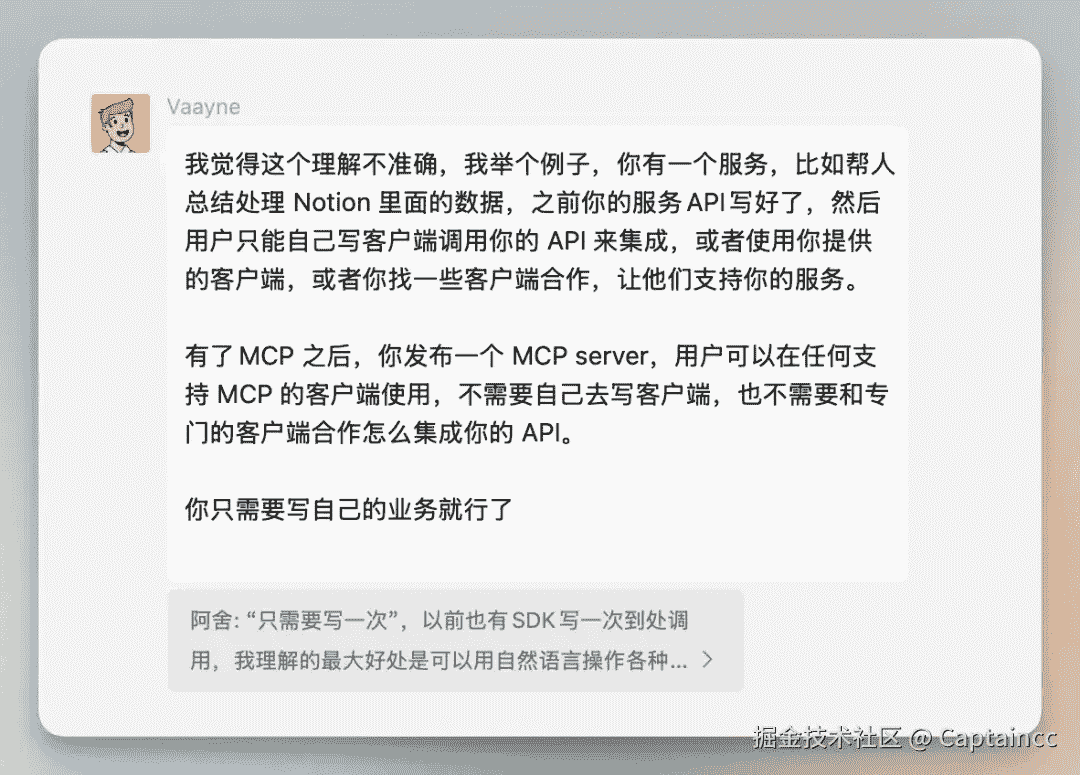 Vaayne
我觉得这个理解不准确，我举个例子，你有一个服务，比如帮人
总结处理 Notion 里面的数据，之前你的服务API写好了，然后
用户只能自己写客户端调用你的 API 来集成，或者使用你提供
的客户端，或者你找一些客户端合作，让他们支持你的服务。
有了MCP 之后，你发布一个 MCP server，用户可以在任何支
持 MCP 的客户端使用，不需要自己去写客户端，也不需要和专
门的客户端合作怎么集成你的 API。
你只需要写自己的业务就行了
阿舍: “只需要写一次”，以前也有SDK写一次到处调
用，我理解的最大好处是可以用自然语言操作各种...
掘金技术社区 @ Captaincc